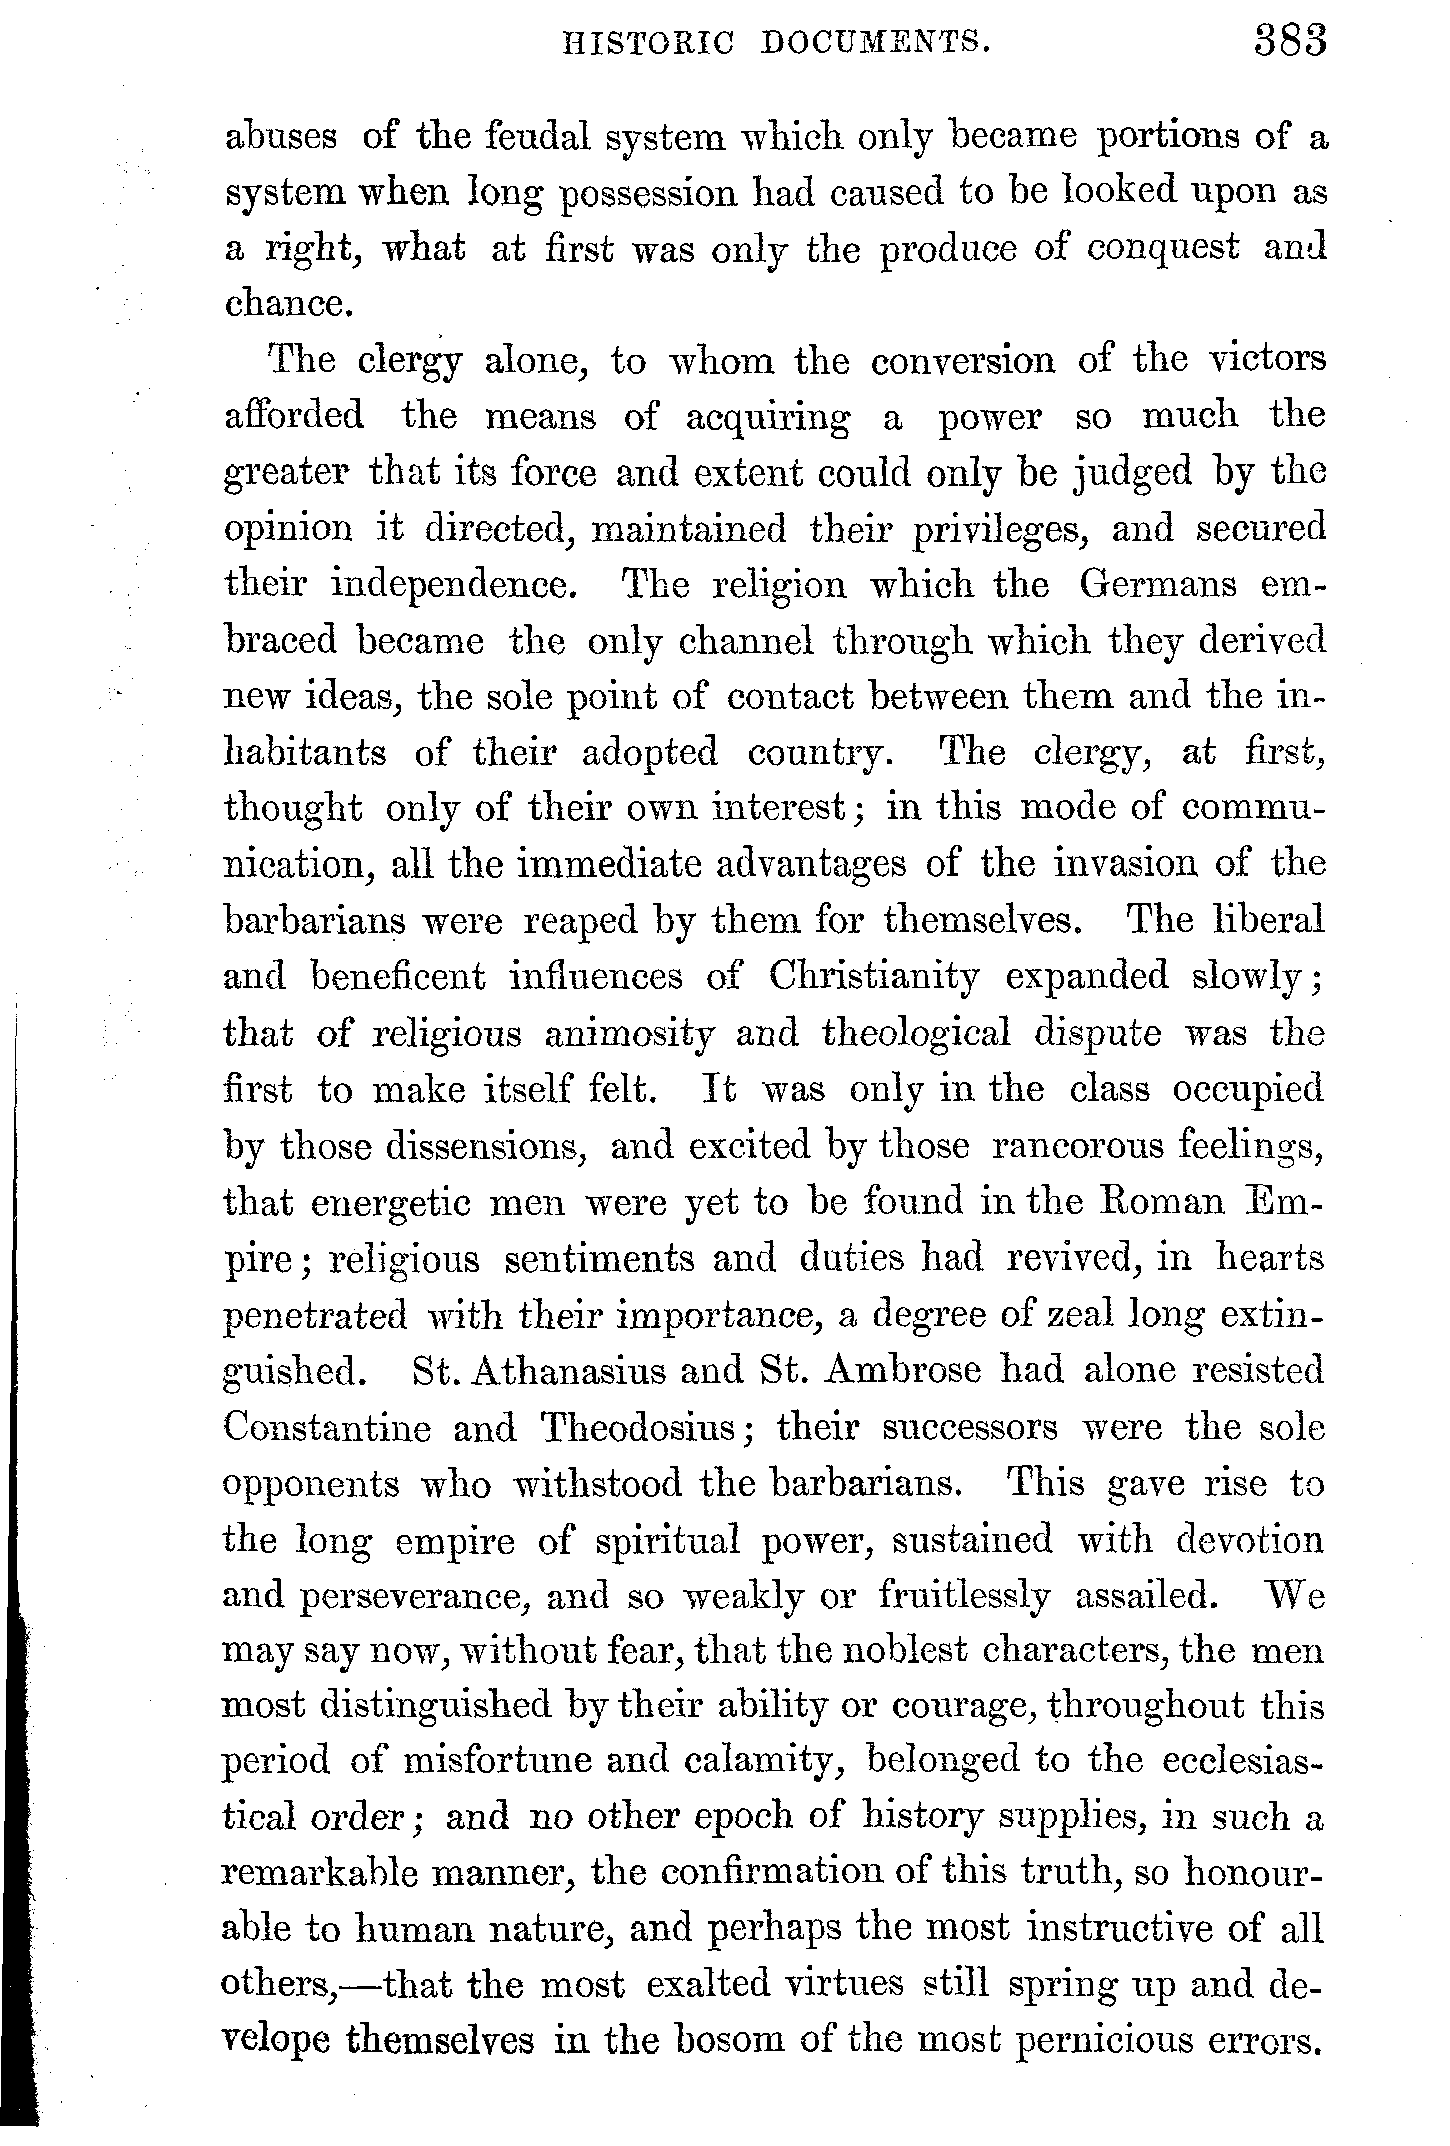 HISTORIC DOCUMENTS. 383
abuses of the feudal system which only became portions of a
system when long possession had caused to be looked upon as
a right, what at first was only the produce of conquest and
chance.
The clergy alone, to whom the conversion of the victors
afforded the means of acquiring a power so much the
greater that its force and extent could only be judged by the
opinion it directed, maintained their privileges, and secured
their independence. The religion which the Germans em-
braced became the only channel through which they derived
new ideas, the sole point of contact between them and the in-
habitants of their adopted country. The clergy, at first,
thought only of their own interest; in this mode of commu-
nication, all the immediate advantages of the invasion of the
barbarians were reaped by them for themselves. The liberal
and beneficent influences of Christianity expanded slowly;
that of religious animosity and theological dispute was the
first to make itself felt. It was only in the class occupied
by those dissensions, and excited by those rancorous feelings,
that energetic men were yet to be found in the Roman Em-
pire; religious sentiments and duties had revived, in hearts
penetrated with their importance, a degree of zeal long extin-
guished. St. Athanasius and St. Ambrose had alone resisted
Constantine and Theodosius; their successors were the sole
opponents who withstood the barbarians. This gave rise to
the long empire of spiritual power, sustained with devotion
and perseverance, and so weakly or fruitlessly assailed. We
may say now, without fear, that the noblest characters, the men
most distinguished by their ability or courage, throughout this
period of misfortune and calamity, belonged to the ecclesias-
tical order; and no other epoch of history supplies, in such a
remarkable manner, the confirmation of this truth, so honour-
able to human nature, and perhaps the most instructive of all
others,—that the most exalted virtues still spring up and de-
velope themselves in the bosom of the most pernicious errors.